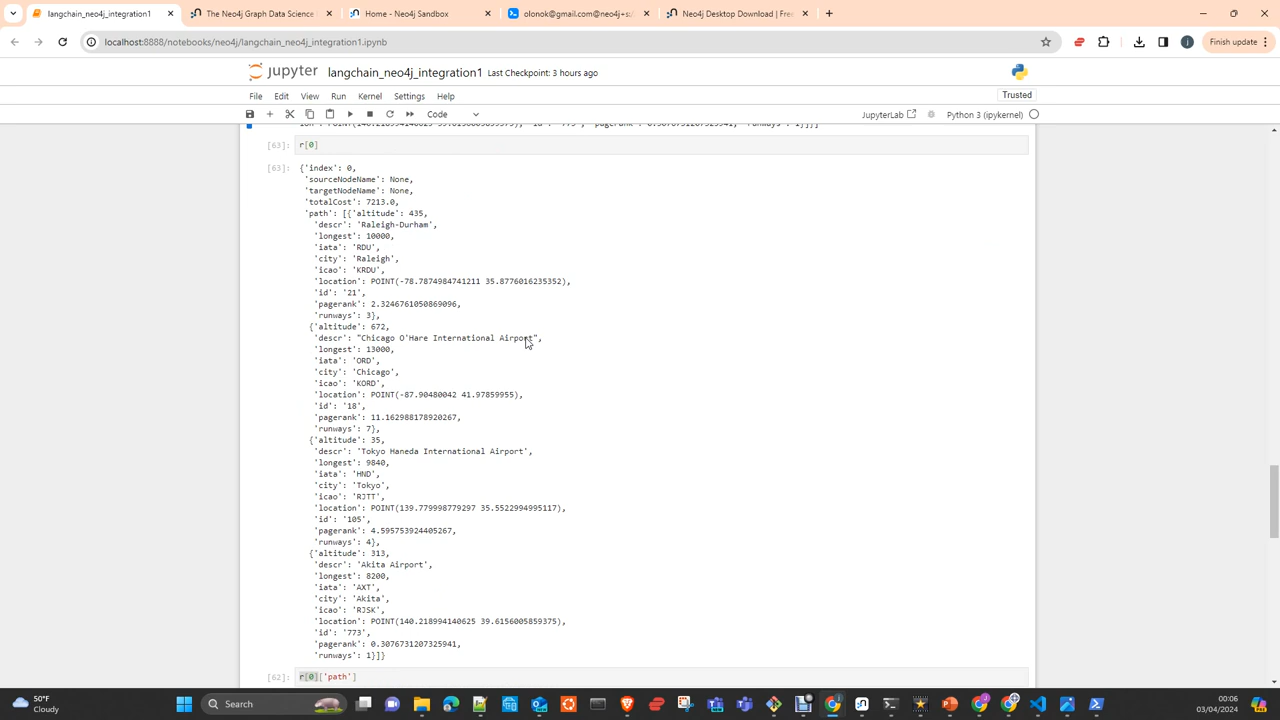 langchain_neo4j_integration1
The Neo4j Graph Data Science
Home - Neo4j Sandbox
olonok@gmail.com@neo4j+s:/
Neo4j Desktop Download | Free
localhost:8888/notebooks/neo4j/langchain_neo4j_integration1.ipynb
Finish update
jupyter langchain_neo4j_integration1 Last Checkpoint: 3 hours ago
File Edit View Run Kernel Settings Help
Trusted
Code
JupyterLab
Python 3 (ipykernel)
[63]: r[0]
[63]: {'index': 0,
'sourceNodeName': None,
'targetNodeName': None,
'totalCost': 7213.0,
'path': [{'altitude': 435,
'descr': 'Raleigh-Durham',
'longest': 10000,
'iata': 'RDU',
'city': 'Raleigh',
'icao': 'KRDU',
'location': POINT(-78.7874984741211 35.8776016235352),
'id': '21',
'pagerank': 2.3246761050869096,
'runways': 3},
{'altitude': 672,
'descr': "Chicago O'Hare International Airport",
'longest': 13000,
'iata': 'ORD',
'city': 'Chicago',
'icao': 'KORD',
'location': POINT(-87.90480042 41.97859955),
'id': '18',
'pagerank': 11.162988178920267,
'runways': 7},
{'altitude': 35,
'descr': 'Tokyo Haneda International Airport',
'longest': 9840,
'iata': 'HND',
'city': 'Tokyo',
'icao': 'RJTT',
'location': POINT(139.779998779297 35.5522994995117),
'id': '105',
'pagerank': 4.595753924405267,
'runways': 4},
{'altitude': 313,
'descr': 'Akita Airport',
'longest': 8200,
'iata': 'AXT',
'city': 'Akita',
'icao': 'RJSK',
'location': POINT(140.218994140625 39.6156005859375),
'id': '773',
'pagerank': 0.3076731207325941,
'runways': 1}]}
[62]: r[0]['path']
50°F
Cloudy
Search
00:06
03/04/2024